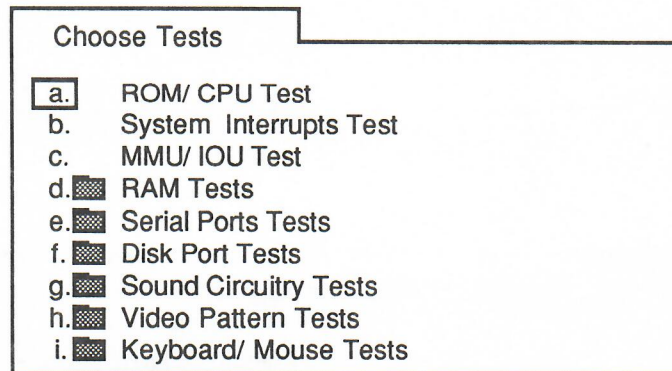 Choose Tests
a. ROM/ CPU Test
b. System Interrupts Test
c. MMU/ IOU Test
d. RAM Tests
e. Serial Ports Tests
f. Disk Port Tests
g. Sound Circuitry Tests
h. Video Pattern Tests
i. Keyboard/ Mouse Tests